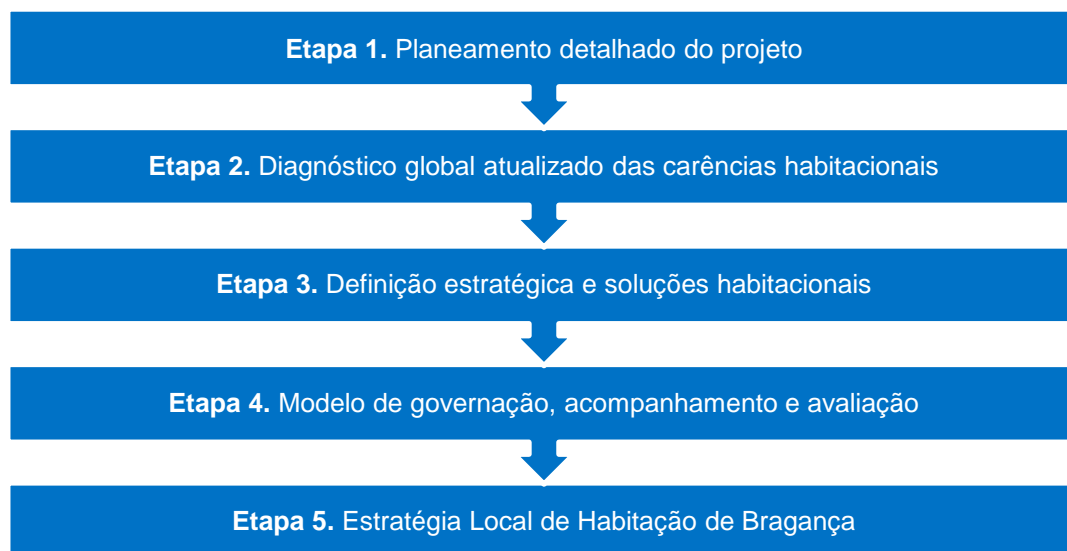 Etapa 1. Planeamento detalhado do projeto
Etapa 2. Diagnóstico global atualizado das carências habitacionais
Etapa 3. Definição estratégica e soluções habitacionais
Etapa 4. Modelo de governação, acompanhamento e avaliação
Etapa 5. Estratégia Local de Habitação de Bragança